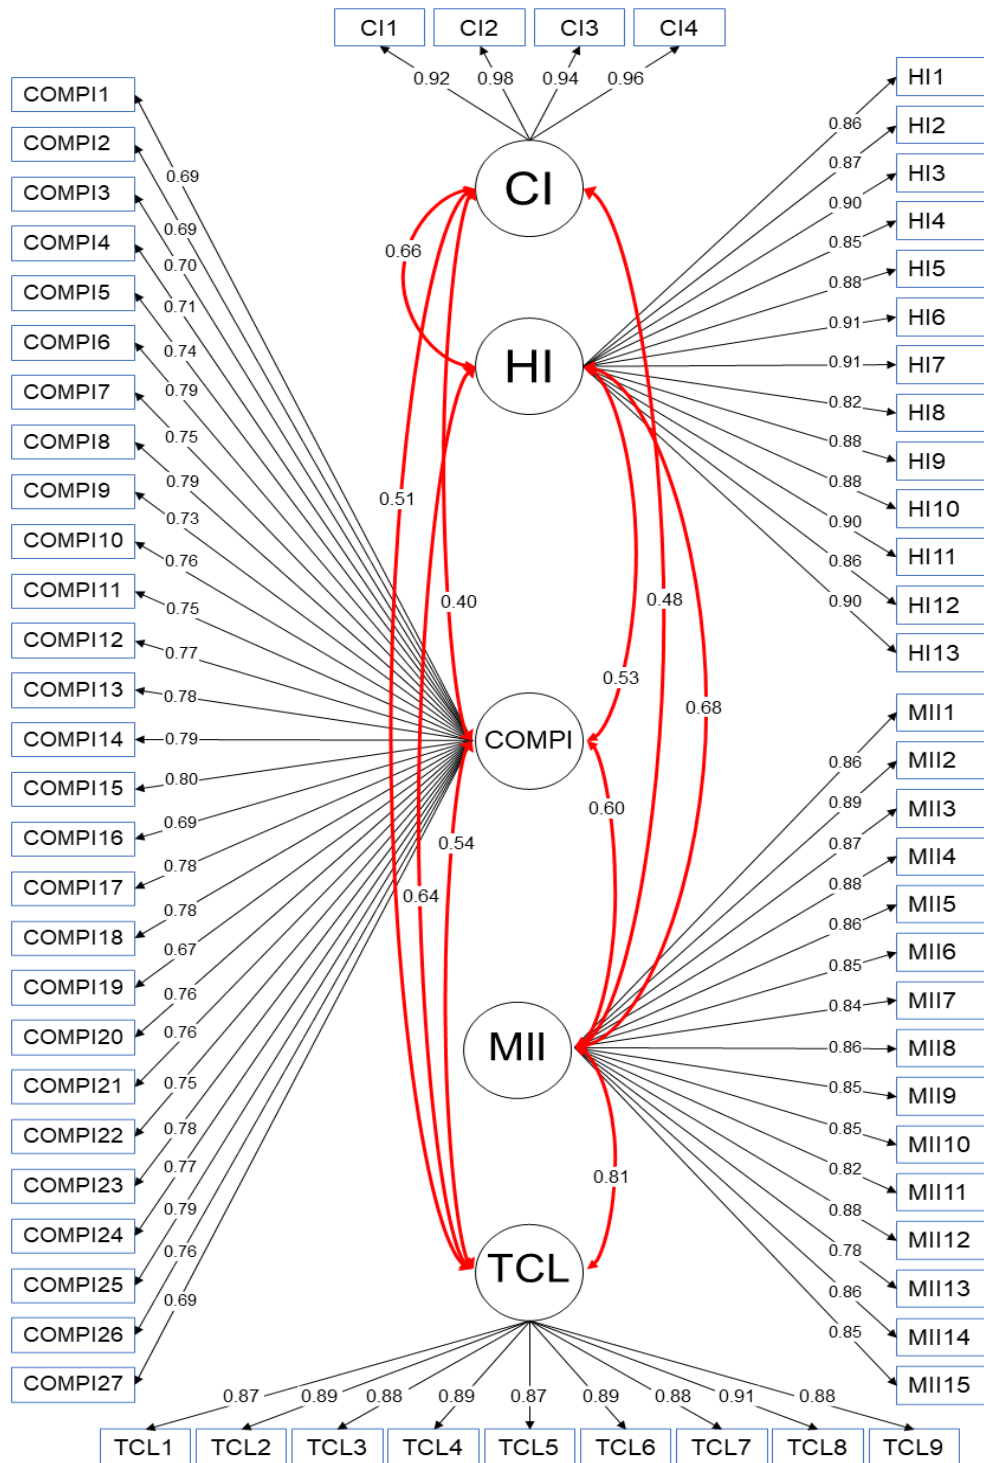 CI1 CI2 CI3 CI4
0.92 0.98 0.94 0.96
COMPI1
COMPI2
COMPI3
COMPI4
COMPI5
COMPI6
COMPI7
COMPI8
COMPI9
COMPI10
COMPI11
COMPI12
COMPI13
COMPI14
COMPI15
COMPI16
COMPI17
COMPI18
COMPI19
COMPI20
COMPI21
COMPI22
COMPI23
COMPI24
COMPI25
COMPI26
COMPI27
0.69
0.69
0.70
0.71
0.74
0.79
0.75
0.79
0.73
0.76
0.75
0.77
0.78
0.79
0.80
0.69
0.78
0.78
0.67
0.76
0.76
0.75
0.78
0.77
0.79
0.76
0.69
CI
0.66
HI
0.51
0.40
0.48
0.53
0.68
COMPI
0.60
0.54
0.64
MII
0.81
TCL
0.86
0.87
0.90
0.85
0.88
0.91
0.91
0.82
0.88
0.88
0.90
0.86
0.90
HI1
HI2
HI3
HI4
HI5
HI6
HI7
HI8
HI9
HI10
HI11
HI12
HI13
0.86
0.89
0.87
0.88
0.86
0.85
0.84
0.86
0.85
0.85
0.82
0.88
0.78
0.86
0.85
MII1
MII2
MII3
MII4
MII5
MII6
MII7
MII8
MII9
MII10
MII11
MII12
MII13
MII14
MII15
0.87 0.89 0.88 0.89 0.87 0.89 0.88 0.91 0.88
TCL1 TCL2 TCL3 TCL4 TCL5 TCL6 TCL7 TCL8 TCL9